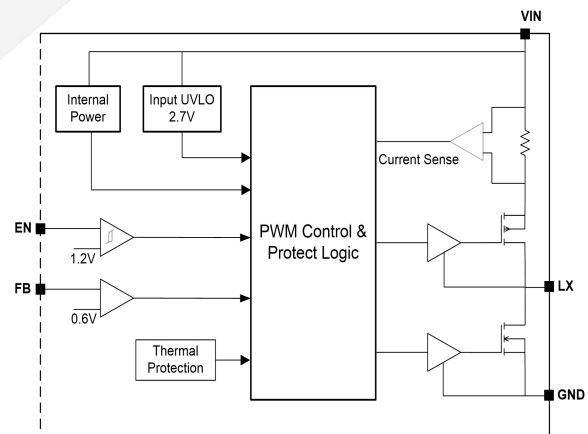 VIN
Internal
Power
Input UVLO
2.7V
Current Sense
EN
1.2V
PWM Control &
Protect Logic
FB
0.6V
LX
Thermal
Protection
GND